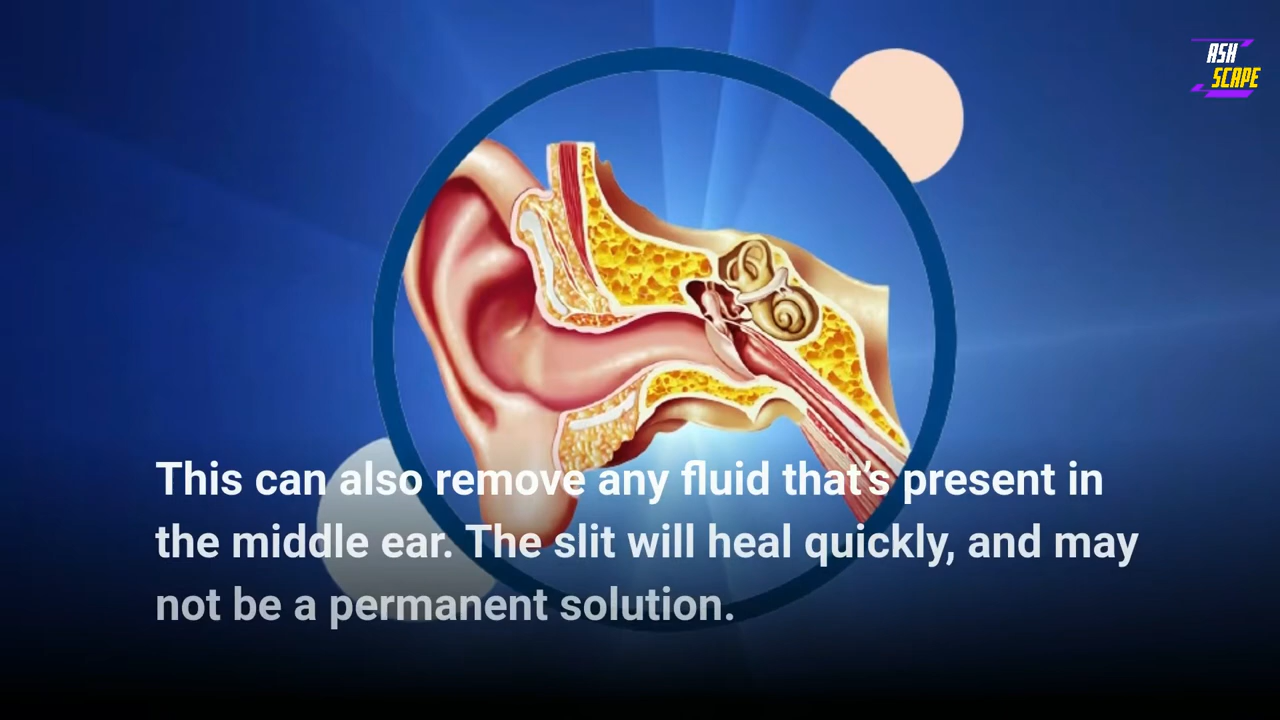 ASH
SCAPE
This can also remove any fluid that's present in
the middle ear. The slit will heal quickly, and may
not be a permanent solution.